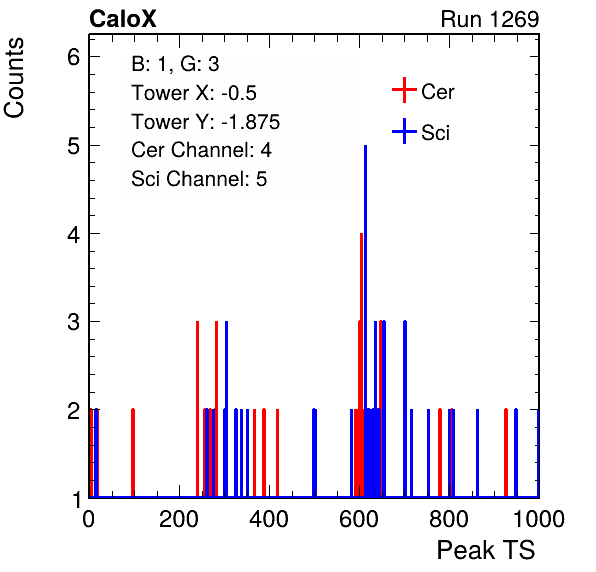 CaloX Run 1269
Counts
B: 1, G: 3
Tower X: -0.5
Tower Y: -1.875
Cer Channel: 4
Sci Channel: 5
Cer
Sci
6
5
4
3
2
1
0 200 400 600 800 1000
Peak TS